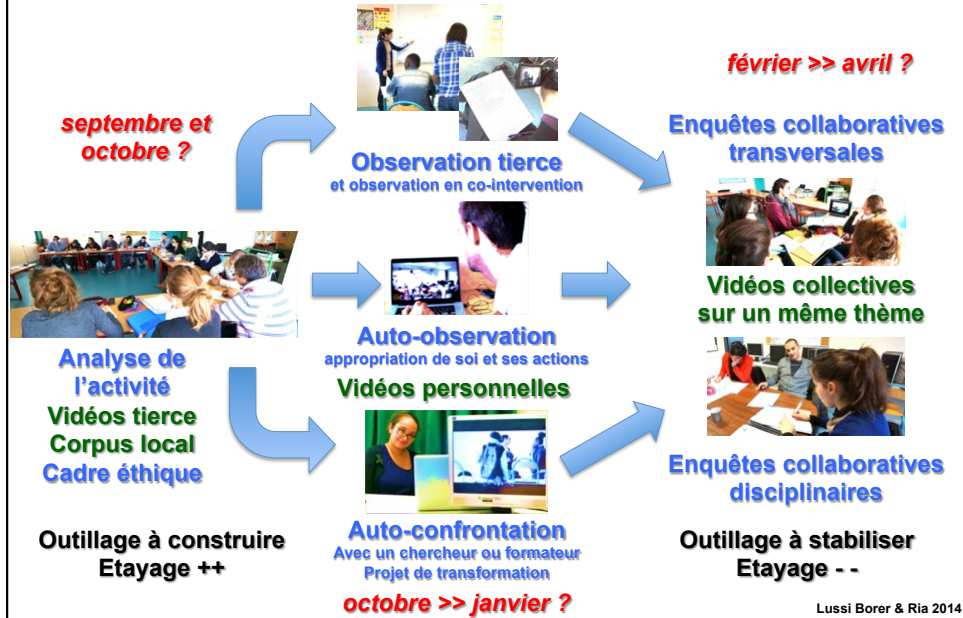 septembre et
octobre ?
Analyse de
l’activité
Vidéos tierce
Corpus local
Cadre éthique
Outillage à construire
Etayage ++
Observation tierce
et observation en co-intervention
Auto-observation
appropriation de soi et ses actions
Vidéos personnelles
Auto-confrontation
Avec un chercheur ou formateur
Projet de transformation
octobre >> janvier ?
février >> avril ?
Enquêtes collaboratives
transversales
Vidéos collectives
sur un même thème
Enquêtes collaboratives
disciplinaires
Outillage à stabiliser
Etayage - -
Lussi Borer & Ria 2014